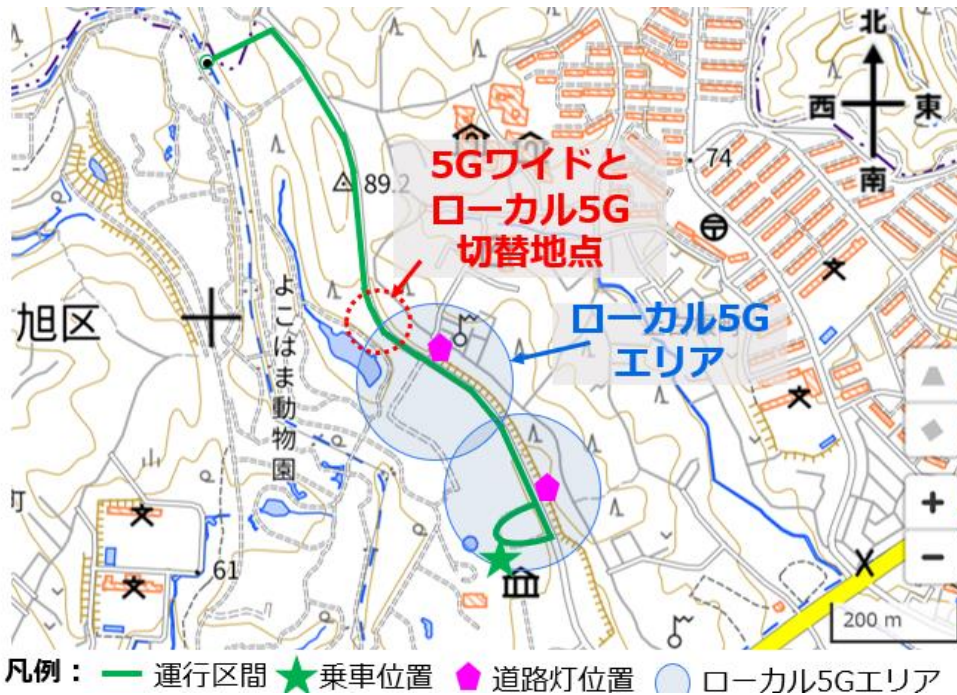 北
西
東
南
74
89.2
5Gワイドと
ローカル5G
切替地点
旭区
よこはま動物園
ローカル5G
エリア
町
61
+
−
200 m
凡例：
運行区間
乗車位置
道路灯位置
ローカル5Gエリア